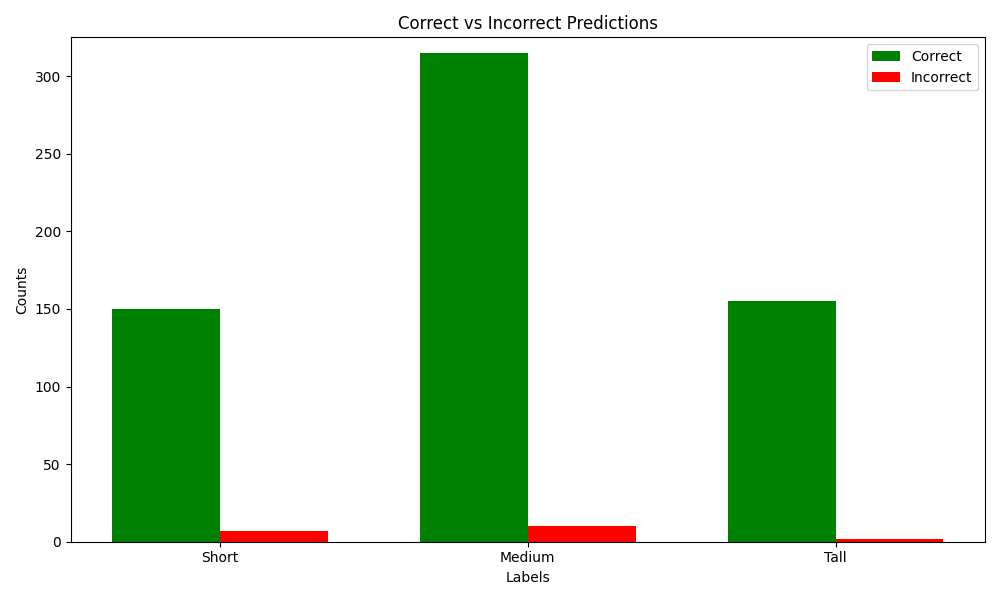 Correct vs Incorrect Predictions
Correct
Incorrect
300
250
200
150
100
50
0
Counts
Short
Medium
Tall
Labels